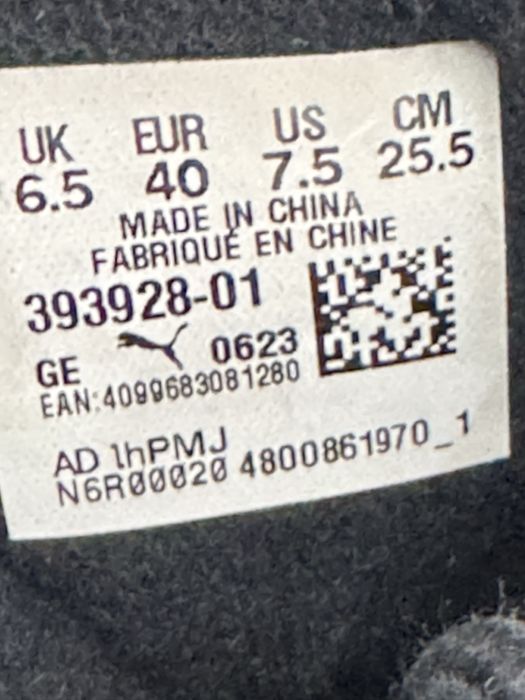 UK EUR US CM
6.5 40 7.5 25.5
MADE IN CHINA
FABRIQUÉ EN CHINE
393928-01
GE 0623
EAN:4099683081280
AD lhPMJ
N6R00020 4800861970_1